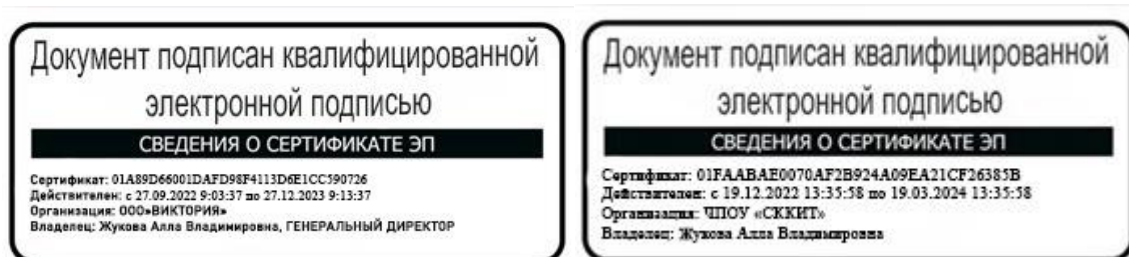 Документ подписан квалифицированной
электронной подписью
СВЕДЕНИЯ О СЕРТИФИКАТЕ ЭП
Сертификат: 01A89D66001DAFD98F4113D6E1CC590726
Действителен: с 27.09.2022 9:03:37 по 27.12.2023 9:13:37
Организация: ООО»ВИКТОРИЯ»
Владелец: Жукова Алла Владимировна, ГЕНЕРАЛЬНЫЙ ДИРЕКТОР
Документ подписан квалифицированной
электронной подписью
СВЕДЕНИЯ О СЕРТИФИКАТЕ ЭП
Сертификат: 01FAABAE0070AF2B924A09EA21CF26385B
Действителен: с 19.12.2022 13:35:58 по 19.03.2024 13:35:58
Организация: ЧПОУ «СККИТ»
Владелец: Жукова Алла Владимировна